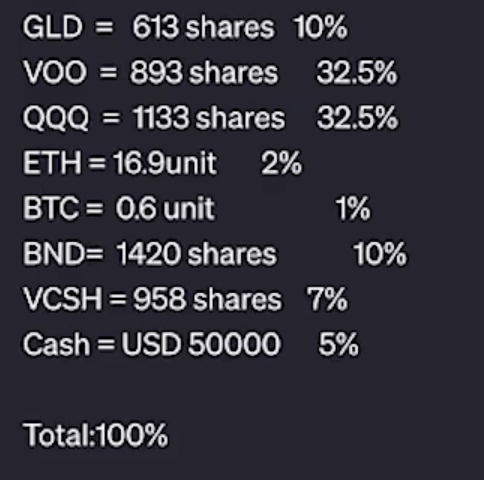 GLD = 613 shares 10%
VOO = 893 shares 32.5%
QQQ = 1133 shares 32.5%
ETH = 16.9unit 2%
BTC = 0.6 unit 1%
BND= 1420 shares 10%
VCSH = 958 shares 7%
Cash = USD 50000 5%
Total:100%